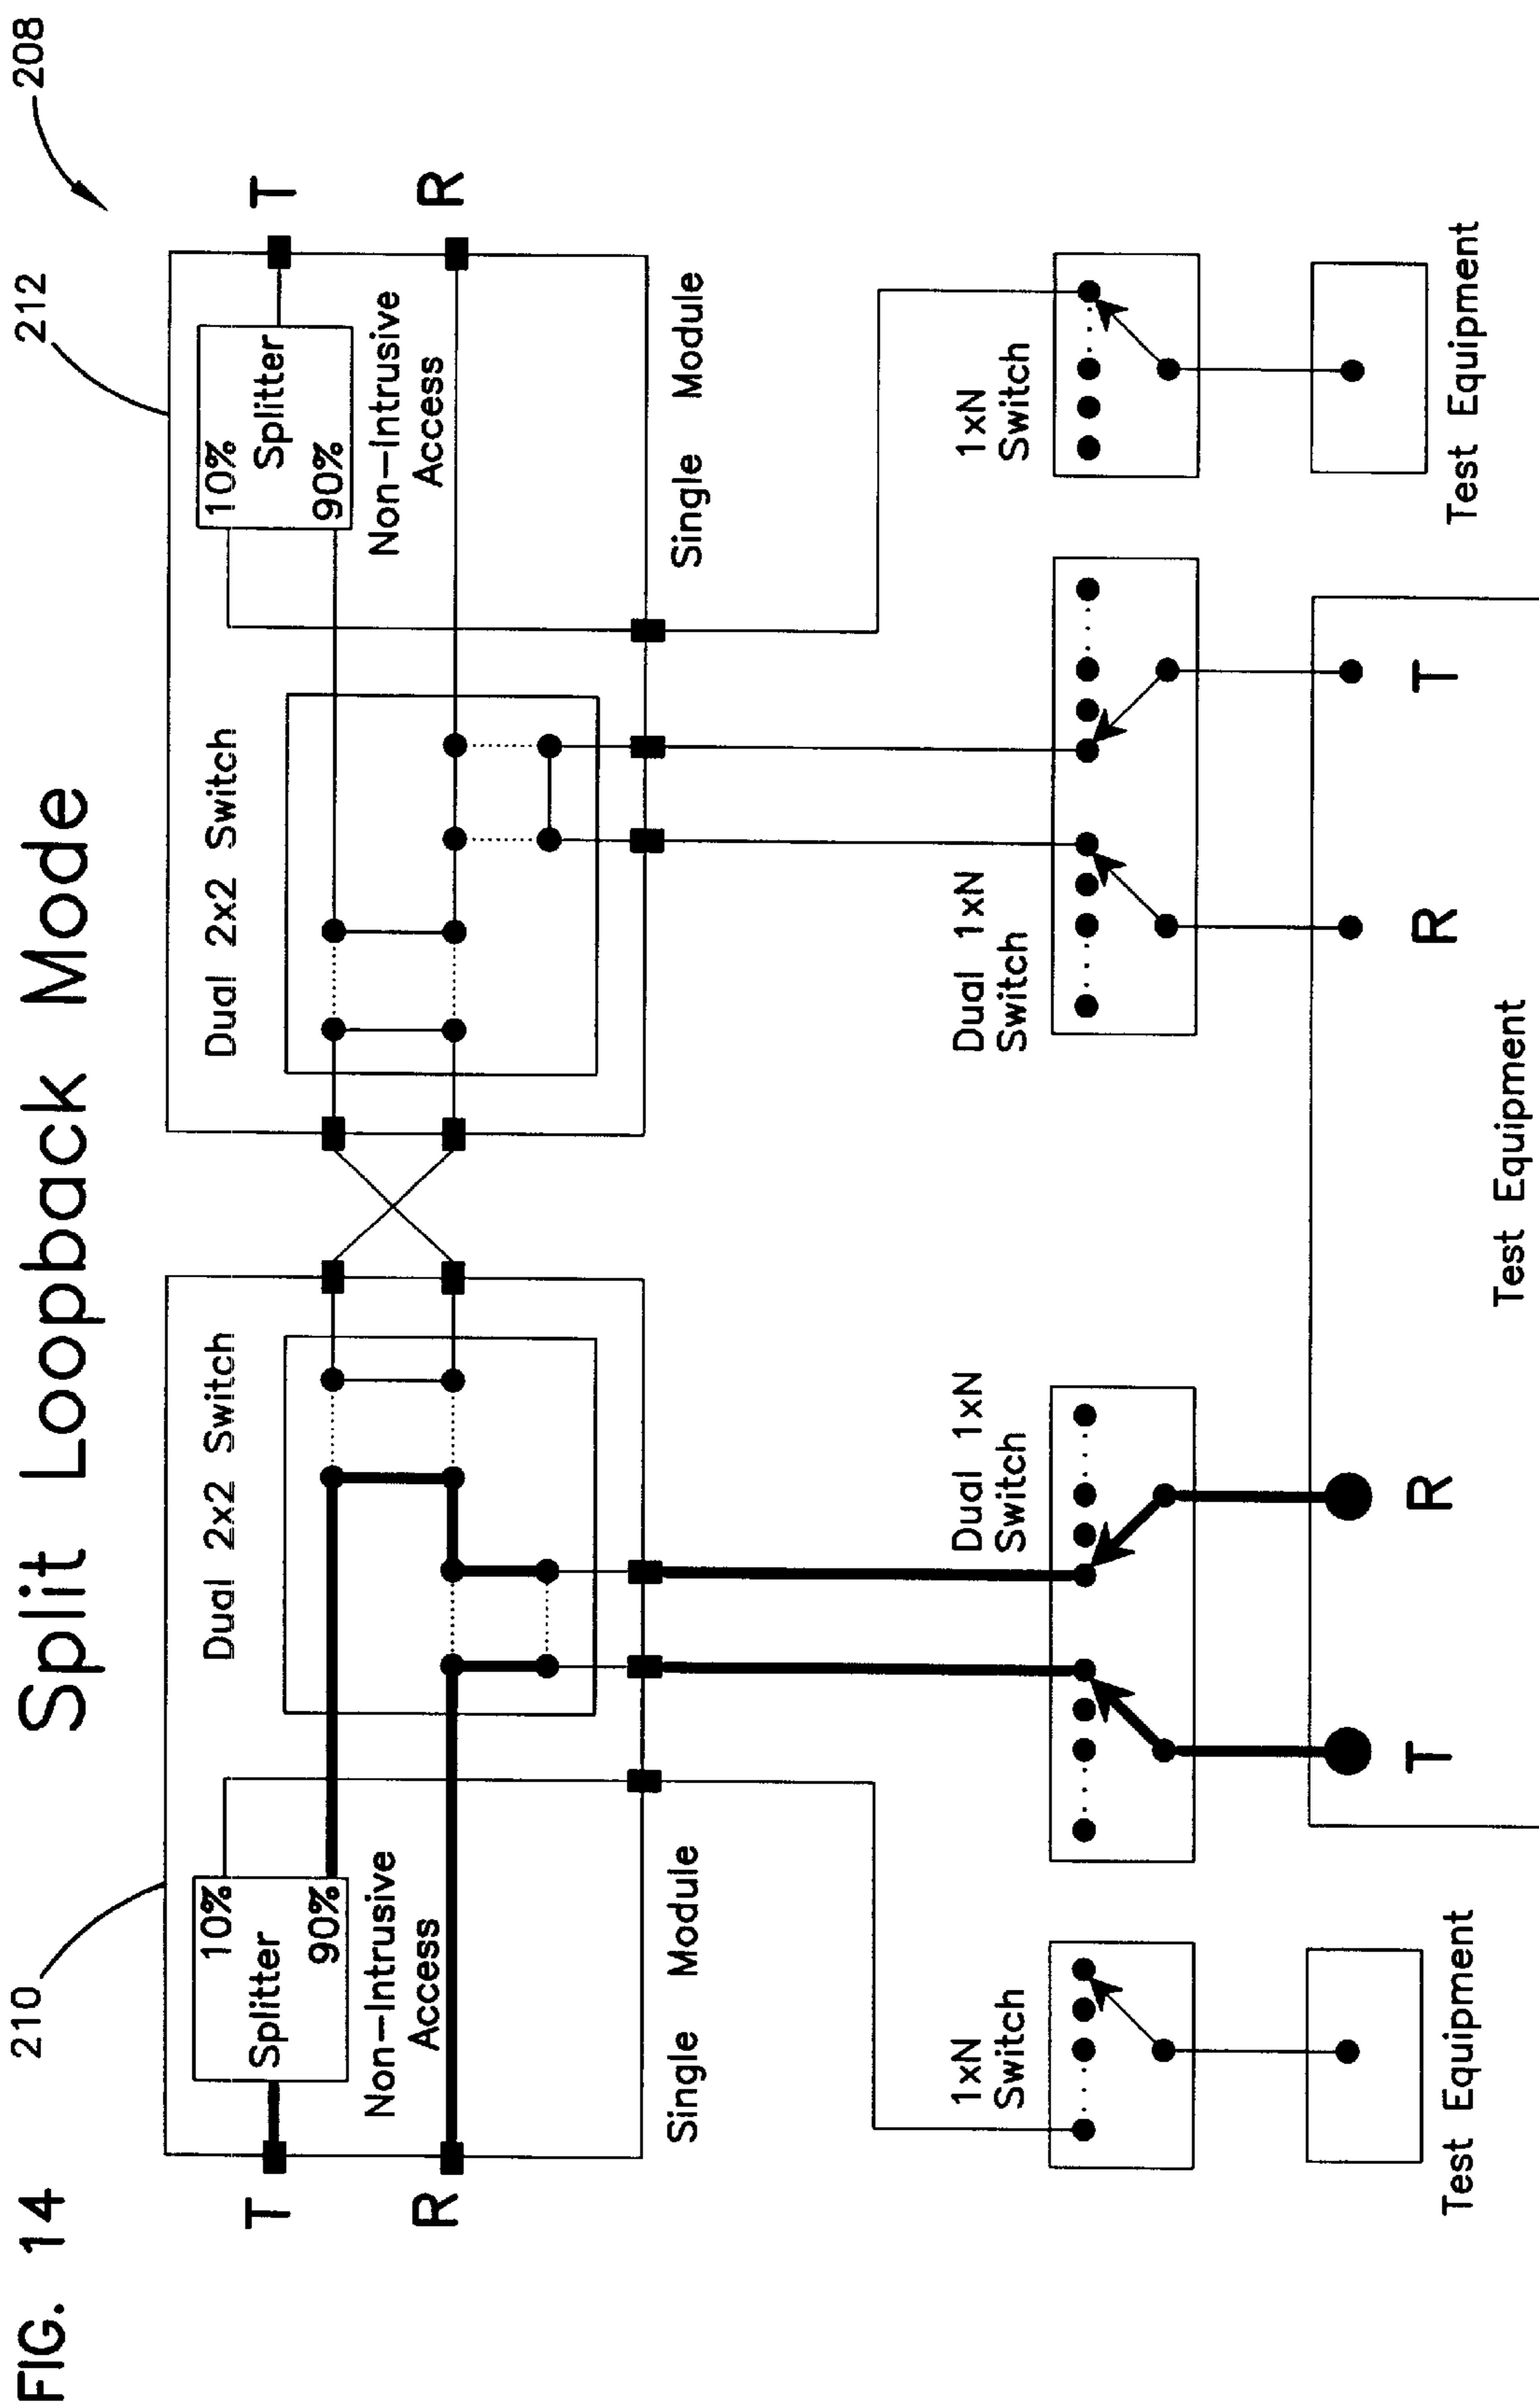 FIG. 14
Split Loopback Mode
208
210
212
T
10%
Splitter
90%
Non-Intrusive
Access
R
Dual 2x2 Switch
Single Module
Dual 2x2 Switch
10%
Splitter
90%
Non-Intrusive
Access
T
R
Single Module
1xN
Switch
Dual 1xN
Switch
Dual 1xN
Switch
1xN
Switch
T
R
R
T
Test Equipment
Test Equipment
Test Equipment